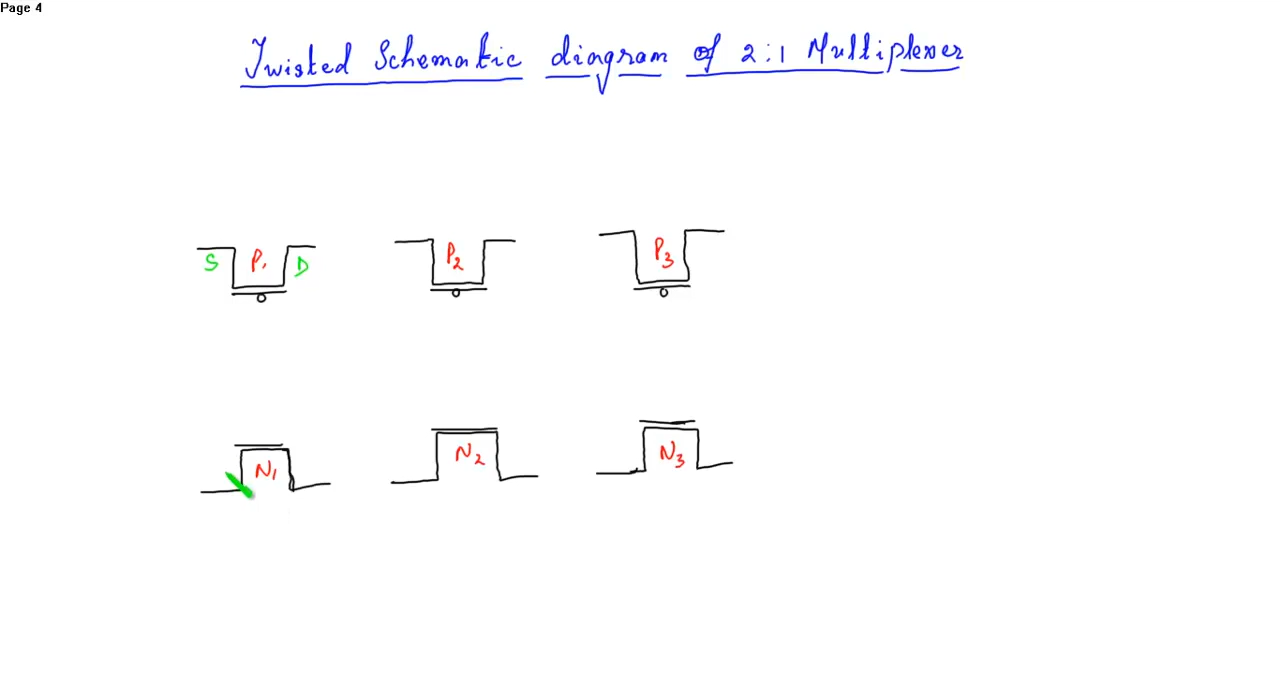 Page 4
Twisted Schematic diagram of 2:1 Multiplexer
S P1 D P2 P3
N1 N2 N3